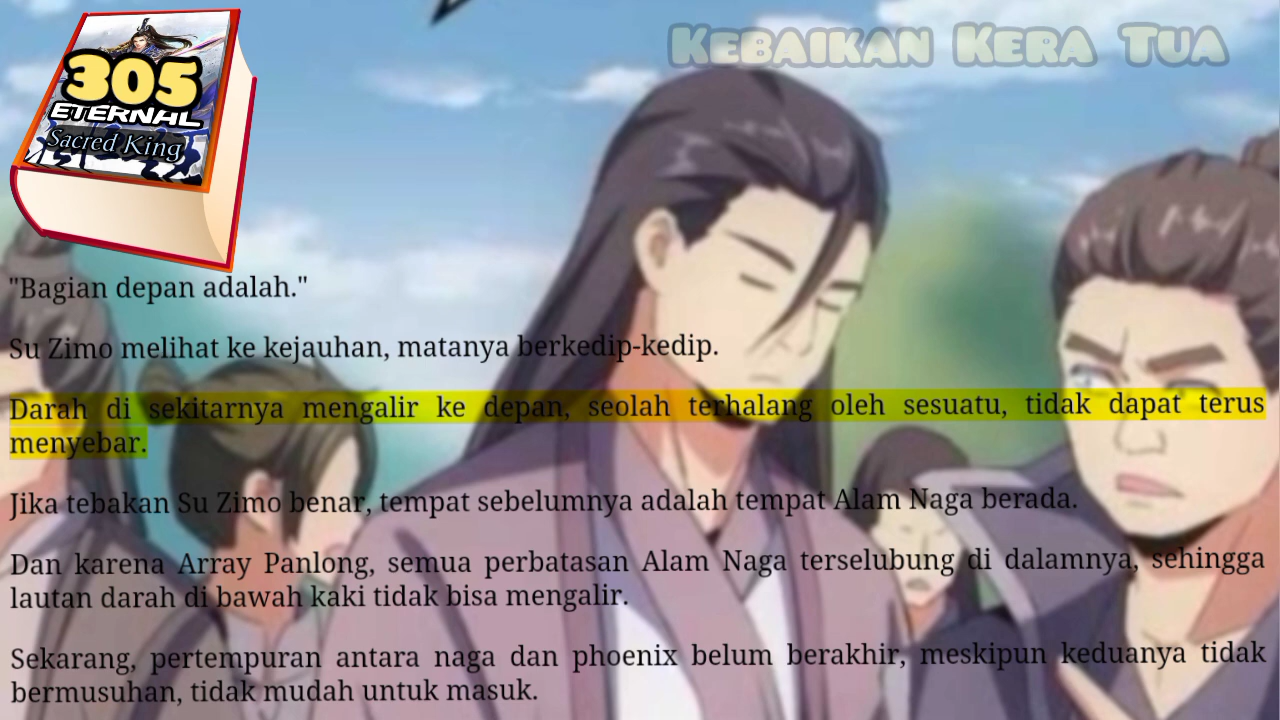 Kebaikan Kera Tua
305
ETERNAL
Sacred King
"Bagian depan adalah."
Su Zimo melihat ke kejauhan, matanya berkedip-kedip.
Darah di sekitarnya mengalir ke depan, seolah terhalang oleh sesuatu, tidak dapat terus
menyebar.
Jika tebakan Su Zimo benar, tempat sebelumnya adalah tempat Alam Naga berada.
Dan karena Array Panlong, semua perbatasan Alam Naga terselubung di dalamnya, sehingga
lautan darah di bawah kaki tidak bisa mengalir.
Sekarang, pertempuran antara naga dan phoenix belum berakhir, meskipun keduanya tidak
bermusuhan, tidak mudah untuk masuk.